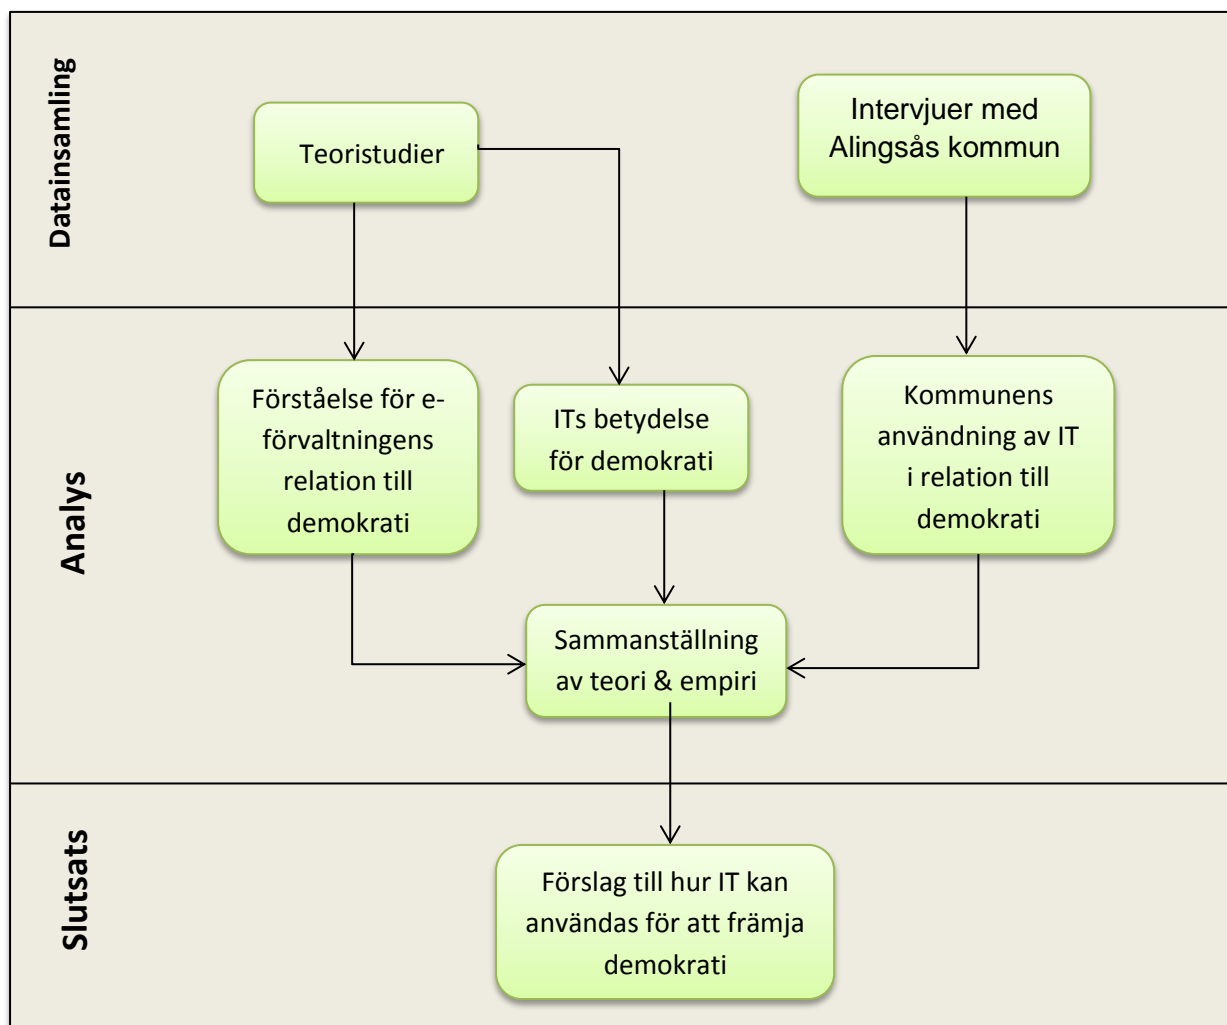 Datainsamling
Teoristudier
Intervjuer med
Alingsås kommun
Analys
Förståelse för e-
förvaltningens
relation till
demokrati
ITs betydelse
för demokrati
Kommunens
användning av IT
i relation till
demokrati
Sammanställning
av teori & empiri
Slutsats
Förslag till hur IT kan
användas för att främja
demokrati